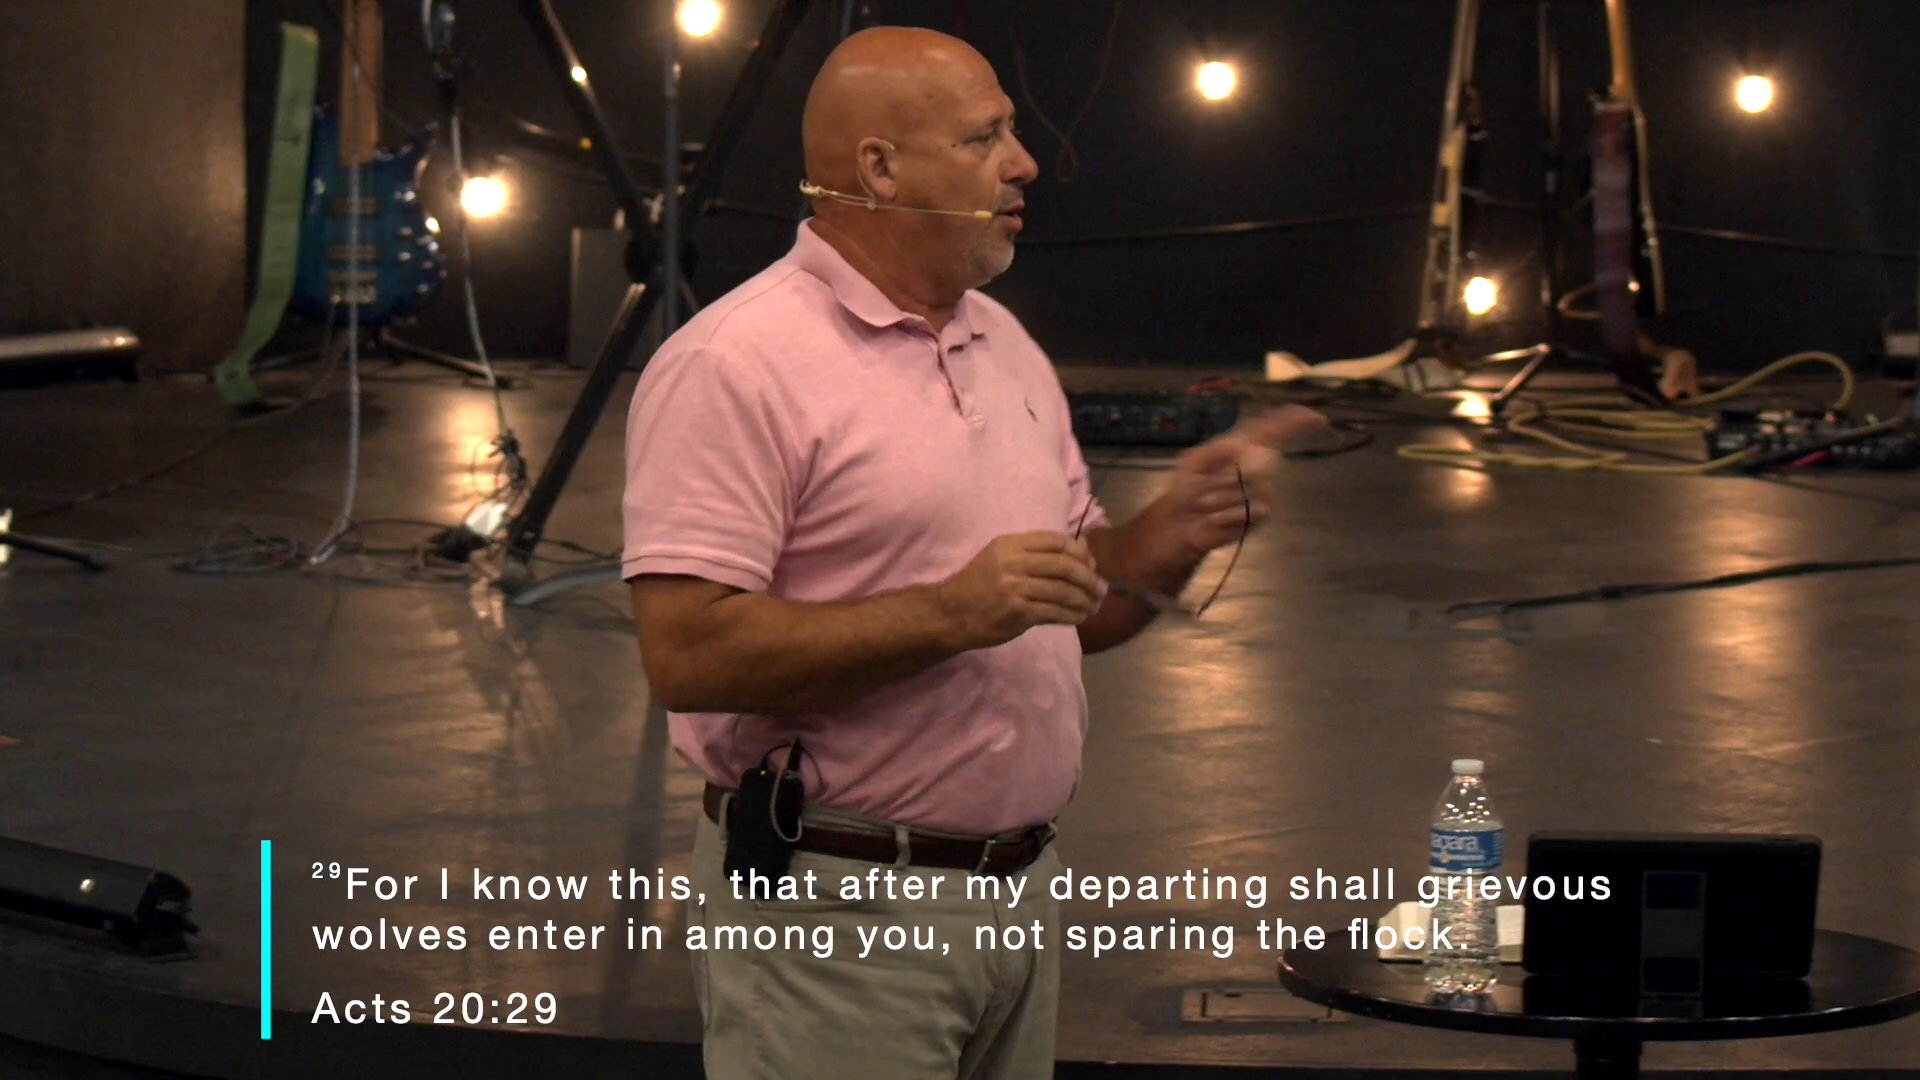 ²⁹For I know this, that after my departing shall grievous
wolves enter in among you, not sparing the flock.
Acts 20:29
agara